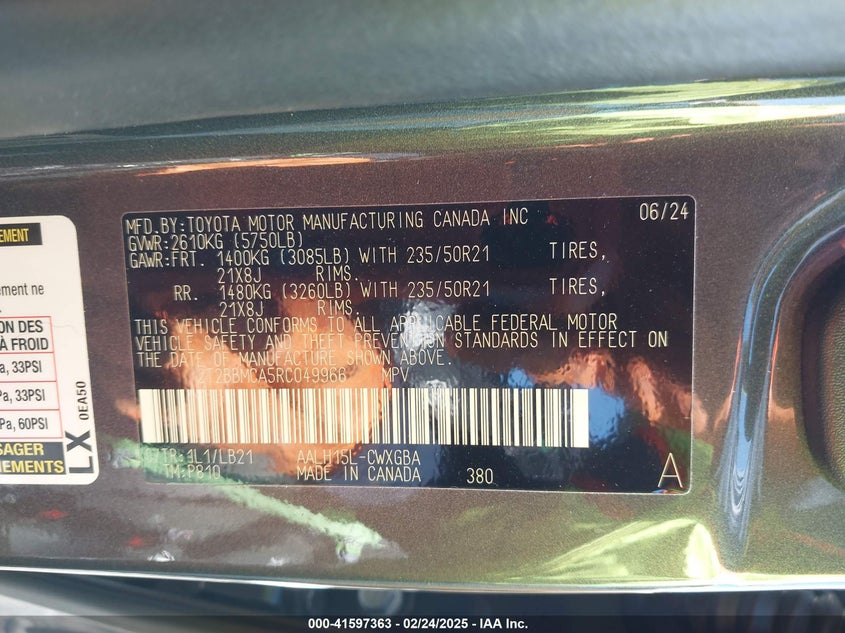 MFD.BY:TOYOTA MOTOR MANUFACTURING CANADA INC 06/24
GVWR:2610KG (5750LB)
GAWR:FRT. 1400KG (3085LB) WITH 235/50R21 TIRES,
21X8J RIMS.
RR. 1480KG (3260LB) WITH 235/50R21 TIRES,
21X8J RIMS.
THIS VEHICLE CONFORMS TO ALL APPLICABLE FEDERAL MOTOR
VEHICLE SAFETY AND THEFT PREVENTION STANDARDS IN EFFECT ON
THE DATE OF MANUFACTURE SHOWN ABOVE.
2T2BBMCA5RC049966 MPV
/TR: 1L1/LB21 AALH15L-CWXGBA
TM:P810 MADE IN CANADA 380 A
EMENT
ement ne
ON DES
À FROID
a, 33PSI
a, 33PSI
a, 60PSI
SAGER
NEMENTS
LX 0EA50
000-41597363 - 02/24/2025 - IAA Inc.